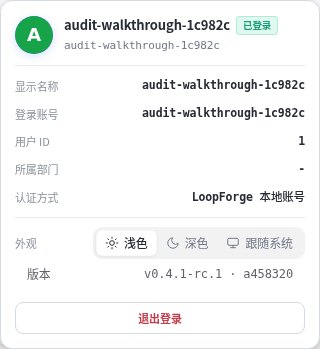 A
audit-walkthrough-1c982c 已登录
audit-walkthrough-1c982c
显示名称 audit-walkthrough-1c982c
登录账号 audit-walkthrough-1c982c
用户 ID 1
所属部门 -
认证方式 LoopForge 本地账号
外观 浅色 深色 跟随系统
版本 v0.4.1-rc.1 · a458320
退出登录